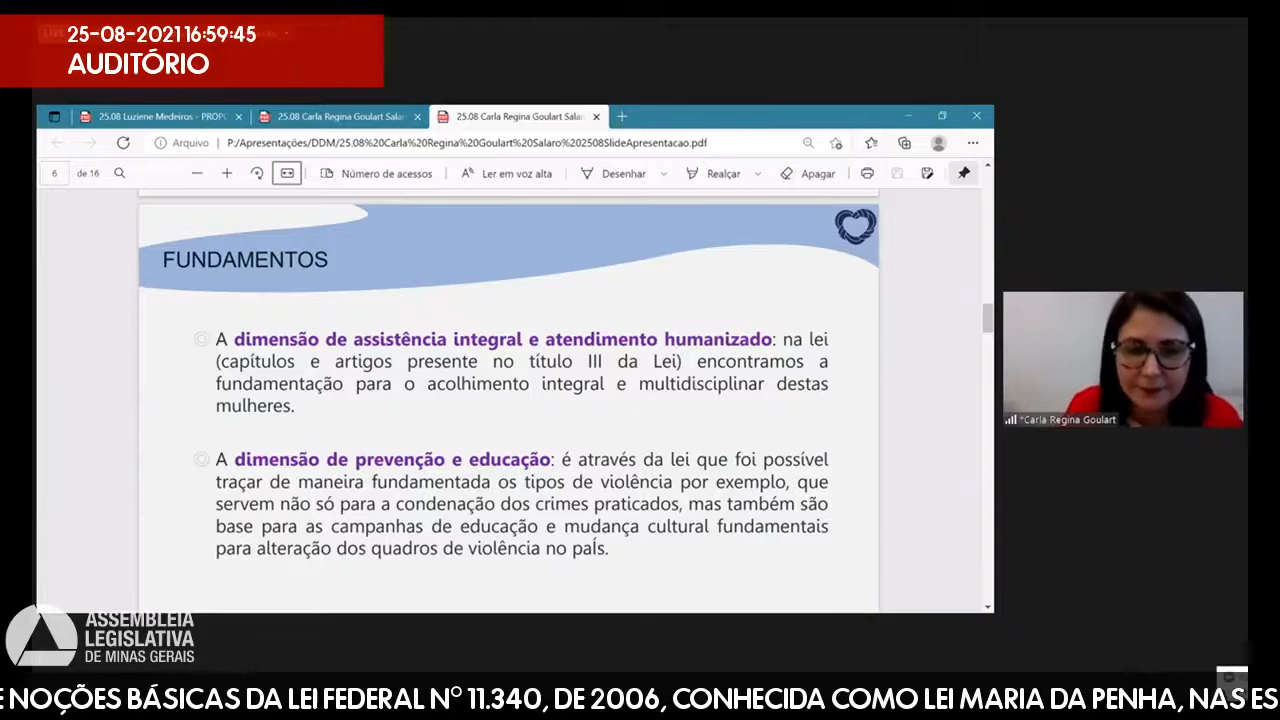 25-08-2021 16:59:45
AUDITÓRIO
25.08 Luziene Medeiros - PROPO
25.08 Carla Regina Goulart Salar
25.08 Carla Regina Goulart Salar
Arquivo
P:/Apresentações/DDM/25.08%20Carla%20Regina%20Goulart%20Salaro%202508SlideApresentacao.pdf
6 de 16
Número de acessos
Ler em voz alta
Desenhar
Realçar
Apagar
FUNDAMENTOS
A dimensão de assistência integral e atendimento humanizado: na lei
(capítulos e artigos presente no título III da Lei) encontramos a
fundamentação para o acolhimento integral e multidisciplinar destas
mulheres.
A dimensão de prevenção e educação: é através da lei que foi possível
traçar de maneira fundamentada os tipos de violência por exemplo, que
servem não só para a condenação dos crimes praticados, mas também são
base para as campanhas de educação e mudança cultural fundamentais
para alteração dos quadros de violência no paÍs.
*Carla Regina Goulart
ASSEMBLEIA
LEGISLATIVA
DE MINAS GERAIS
E NOÇÕES BÁSICAS DA LEI FEDERAL Nº 11.340, DE 2006, CONHECIDA COMO LEI MARIA DA PENHA, NAS ES